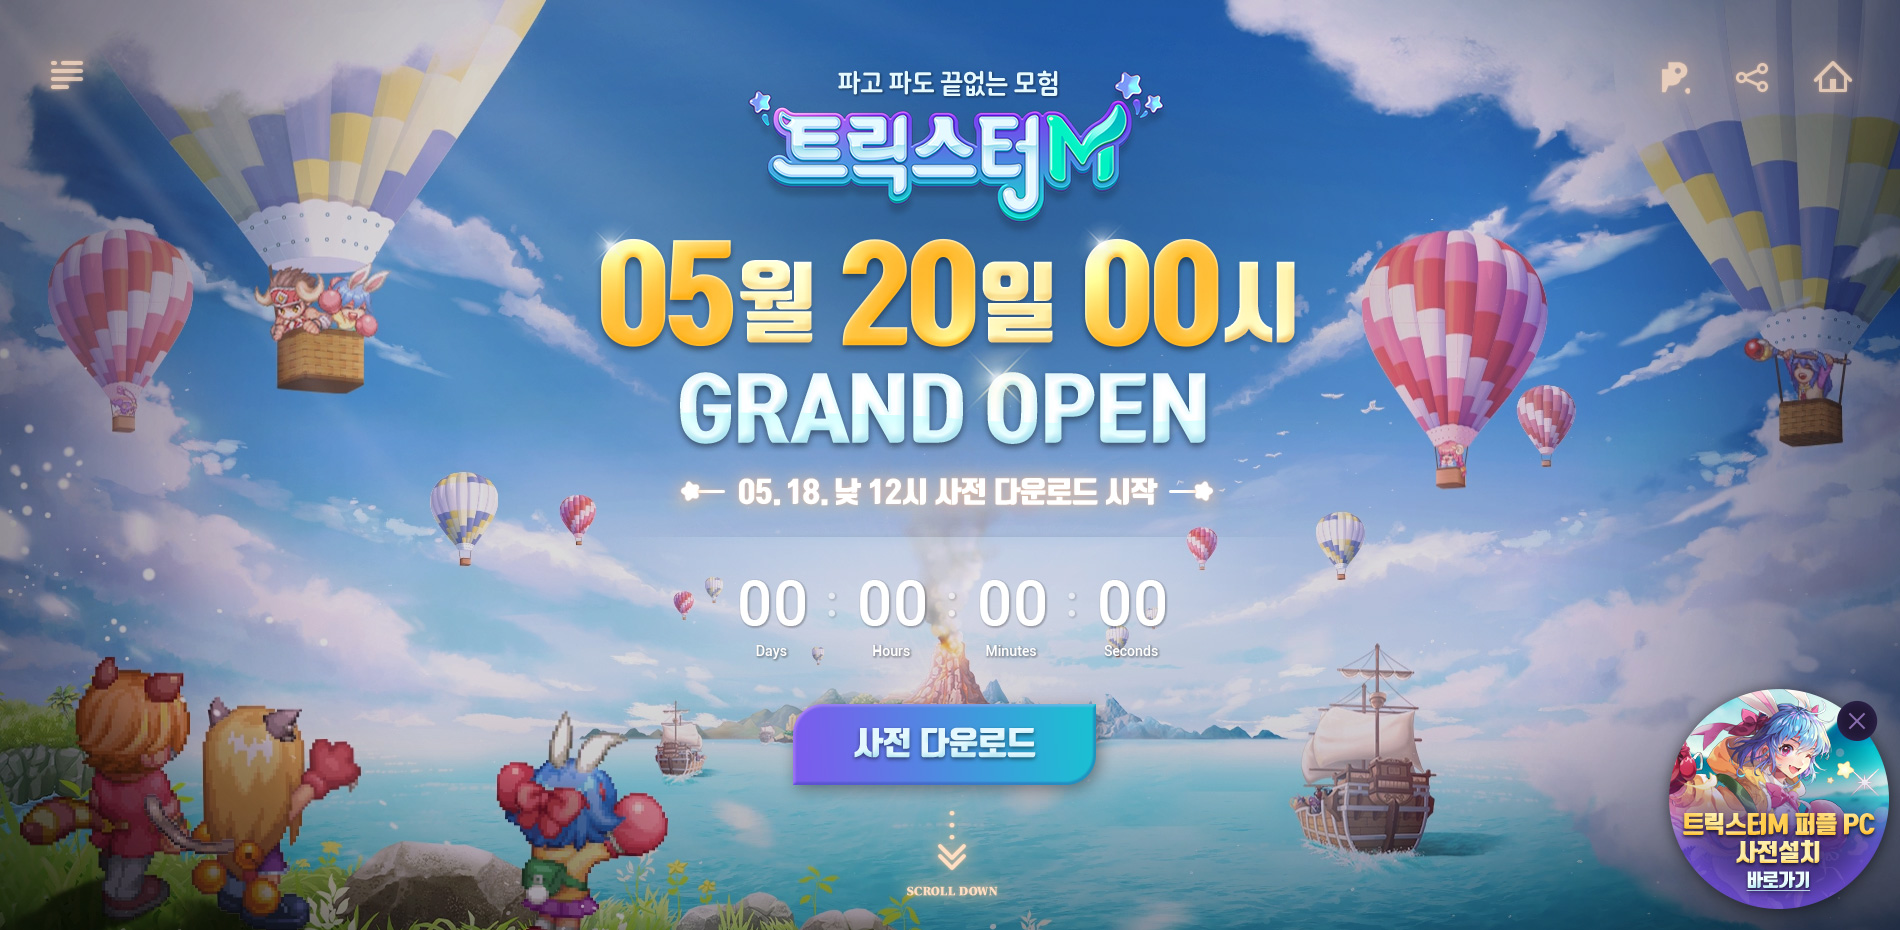 파고 파도 끝없는 모험
트릭스터M
05월 20일 00시
GRAND OPEN
05. 18. 낮 12시 사전 다운로드 시작
00 : 00 : 00 : 00
Days Hours Minutes Seconds
사전 다운로드
SCROLL DOWN
트릭스터M 퍼플 PC
사전설치
바로가기